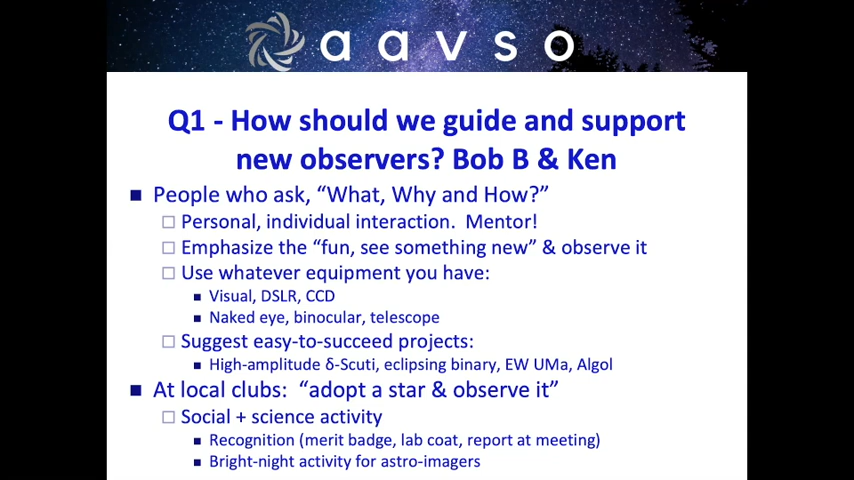 aavso
Q1 - How should we guide and support
new observers? Bob B & Ken
People who ask, “What, Why and How?”
Personal, individual interaction. Mentor!
Emphasize the “fun, see something new” & observe it
Use whatever equipment you have:
Visual, DSLR, CCD
Naked eye, binocular, telescope
Suggest easy-to-succeed projects:
High-amplitude δ-Scuti, eclipsing binary, EW UMa, Algol
At local clubs: “adopt a star & observe it”
Social + science activity
Recognition (merit badge, lab coat, report at meeting)
Bright-night activity for astro-imagers